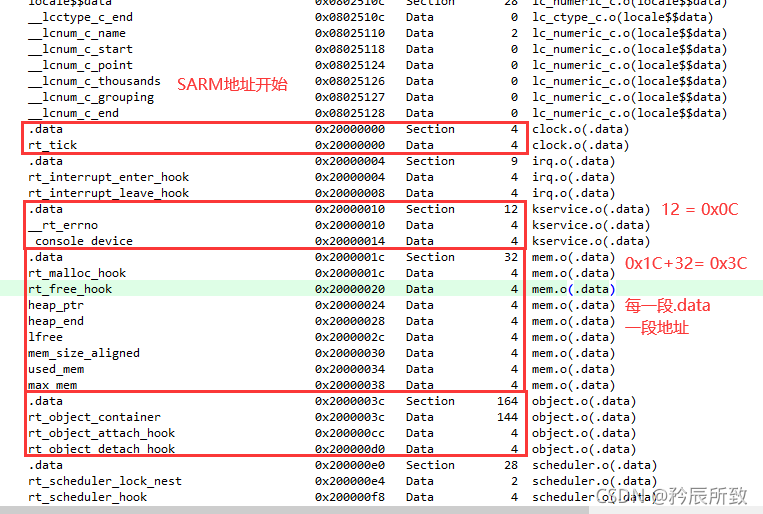 locale$$data 0x0802510c Section 28 lc_numeric_c.o(locale$$data)
__lcctype_c_end 0x0802510c Data 0 lc_ctype_c.o(locale$$data)
__lcnum_c_name 0x08025110 Data 2 lc_numeric_c.o(locale$$data)
__lcnum_c_start 0x08025118 Data 0 lc_numeric_c.o(locale$$data)
__lcnum_c_point 0x08025124 Data 0 lc_numeric_c.o(locale$$data)
__lcnum_c_thousands 0x08025126 Data 0 lc_numeric_c.o(locale$$data)
SARM地址开始
__lcnum_c_grouping 0x08025127 Data 0 lc_numeric_c.o(locale$$data)
__lcnum_c_end 0x08025128 Data 0 lc_numeric_c.o(locale$$data)
.data 0x20000000 Section 4 clock.o(.data)
rt_tick 0x20000000 Data 4 clock.o(.data)
.data 0x20000004 Section 9 irq.o(.data)
rt_interrupt_enter_hook 0x20000004 Data 4 irq.o(.data)
rt_interrupt_leave_hook 0x20000008 Data 4 irq.o(.data)
.data 0x20000010 Section 12 kservice.o(.data) 12 = 0x0C
__rt_errno 0x20000010 Data 4 kservice.o(.data)
_console_device 0x20000014 Data 4 kservice.o(.data)
.data 0x2000001c Section 32 mem.o(.data) 0x1C+32= 0x3C
rt_malloc_hook 0x2000001c Data 4 mem.o(.data)
rt_free_hook 0x20000020 Data 4 mem.o(.data)
heap_ptr 0x20000024 Data 4 mem.o(.data) 每一段.data
heap_end 0x20000028 Data 4 mem.o(.data) 一段地址
lfree 0x2000002c Data 4 mem.o(.data)
mem_size_aligned 0x20000030 Data 4 mem.o(.data)
used_mem 0x20000034 Data 4 mem.o(.data)
max_mem 0x20000038 Data 4 mem.o(.data)
.data 0x2000003c Section 164 object.o(.data)
rt_object_container 0x2000003c Data 144 object.o(.data)
rt_object_attach_hook 0x200000cc Data 4 object.o(.data)
rt_object_detach_hook 0x200000d0 Data 4 object.o(.data)
.data 0x200000e0 Section 28 scheduler.o(.data)
rt_scheduler_lock_nest 0x200000e4 Data 2 scheduler.o(.data)
rt_scheduler_hook 0x200000f8 Data 4 scheduler.o(.data)
CSDN @矜辰所致